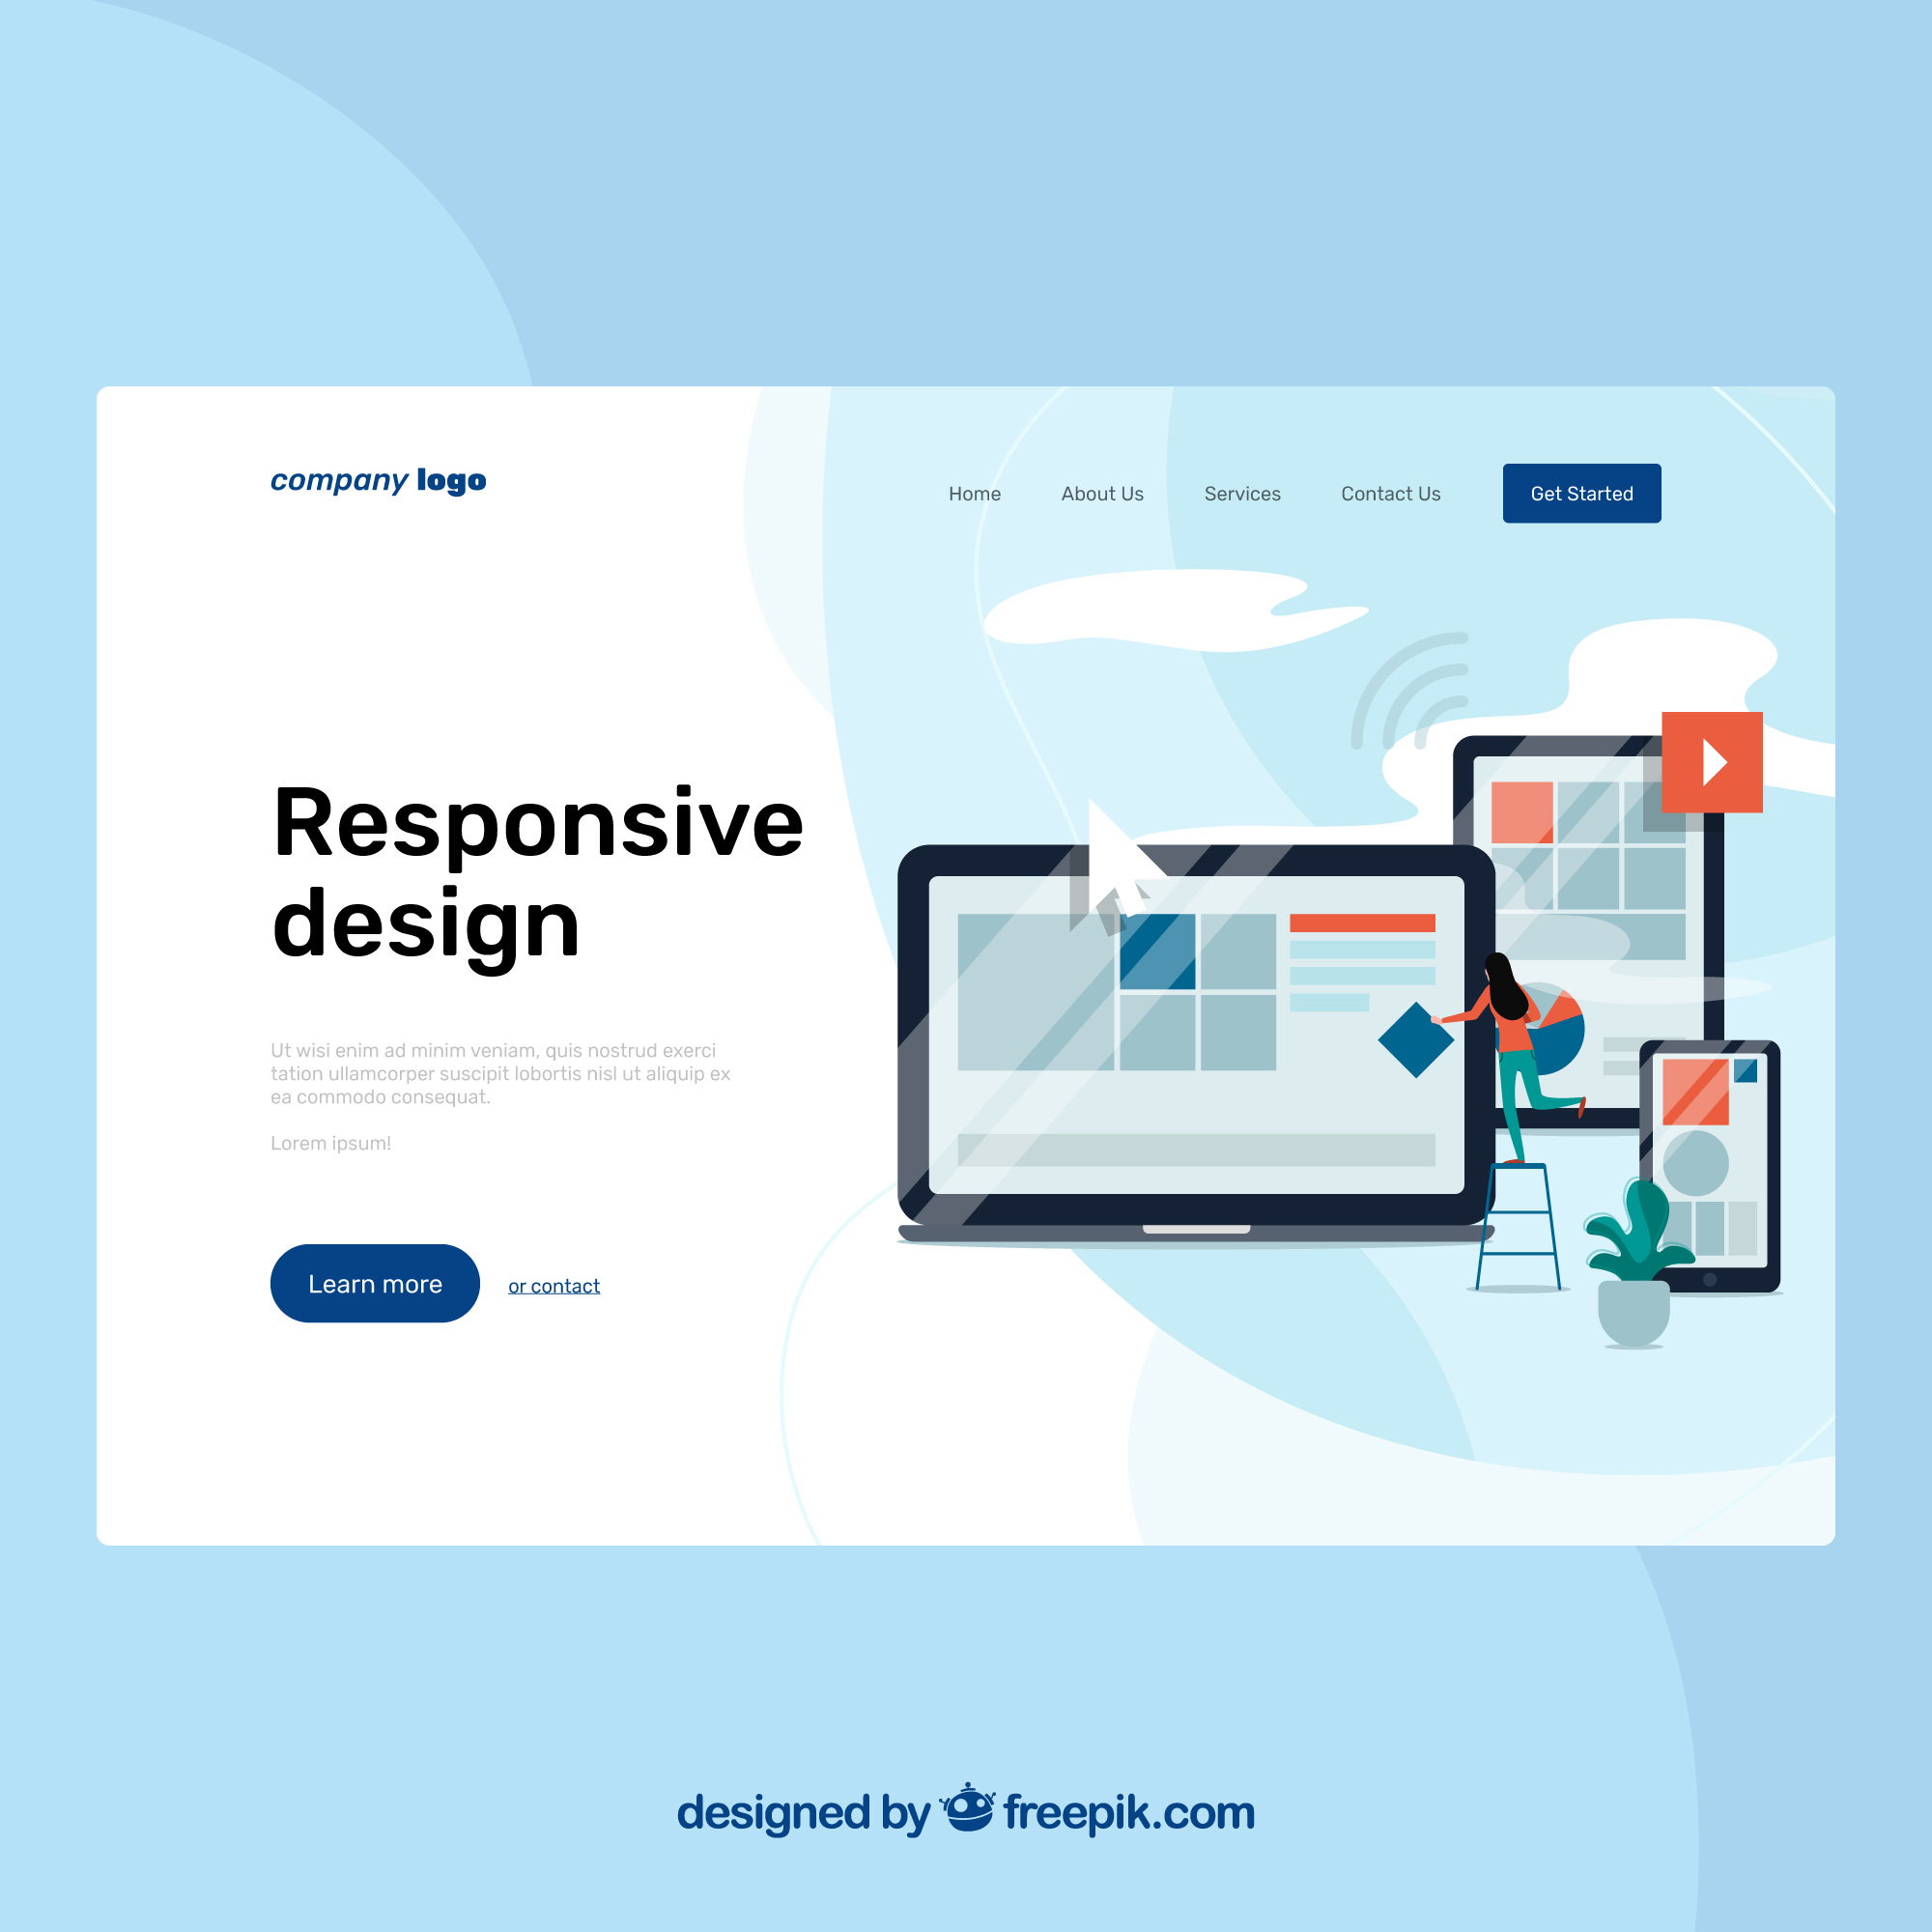 company logo
Home About Us Services Contact Us Get Started
Responsive
design
Ut wisi enim ad minim veniam, quis nostrud exerci
tation ullamcorper suscipit lobortis nisl ut aliquip ex
ea commodo consequat.
Lorem ipsum!
Learn more or contact
designed by freepik.com